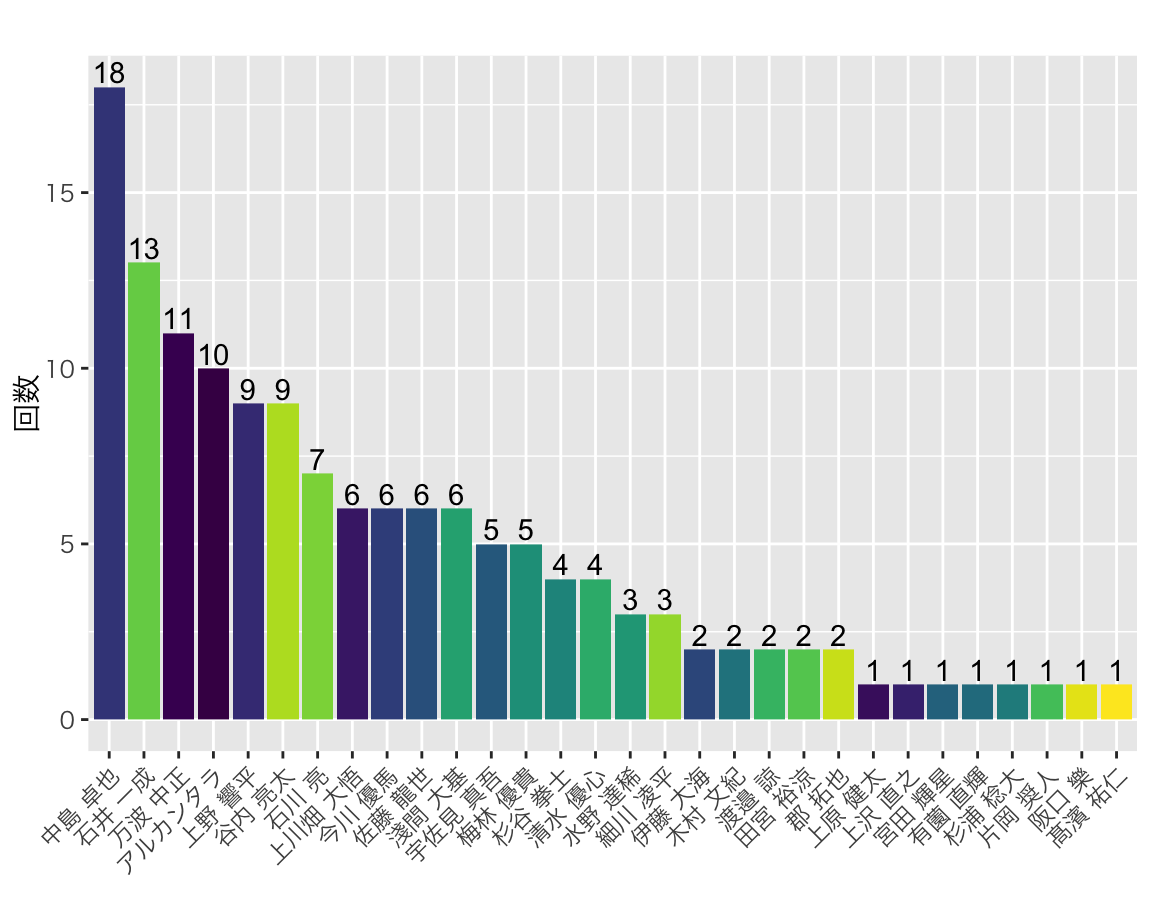 18
13
11
10
9
9
7
6
6
6
6
5
5
4
4
3
3
2
2
2
2
2
1
1
1
1
1
1
1
1
15
10
5
0
回数
中島 卓也
石井 一成
万波 中正
アルカンタラ
上野 響平
谷内 亮太
石川 亮
上川畑 大悟
今川 優馬
佐藤 龍世
淺間 大基
宇佐見 真吾
梅林 優貴
杉谷 拳士
清水 優心
水野 達稀
細川 凌平
伊藤 大海
木村 文紀
渡邉 諒
田宮 裕涼
郡 拓也
上原 健太
上沢 直之
宮田 輝星
有薗 直輝
杉浦 稔大
片岡 奨人
阪口 樂
髙濱 祐仁